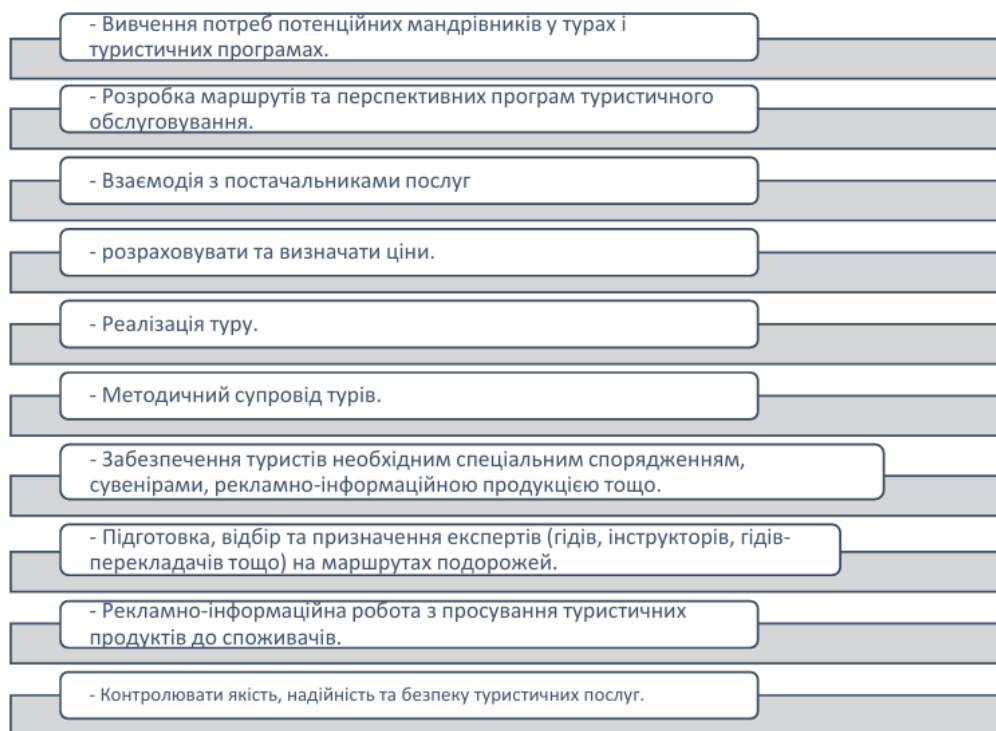 - Вивчення потреб потенційних мандрівників у турах і
туристичних програмах.
- Розробка маршрутів та перспективних програм туристичного
обслуговування.
- Взаємодія з постачальниками послуг
- розраховувати та визначати ціни.
- Реалізація туру.
- Методичний супровід турів.
- Забезпечення туристів необхідним спеціальним спорядженням,
сувенірами, рекламно-інформаційною продукцією тощо.
- Підготовка, відбір та призначення експертів (гідів, інструкторів, гідів-
перекладачів тощо) на маршрутах подорожей.
- Рекламно-інформаційна робота з просування туристичних
продуктів до споживачів.
- Контролювати якість, надійність та безпеку туристичних послуг.